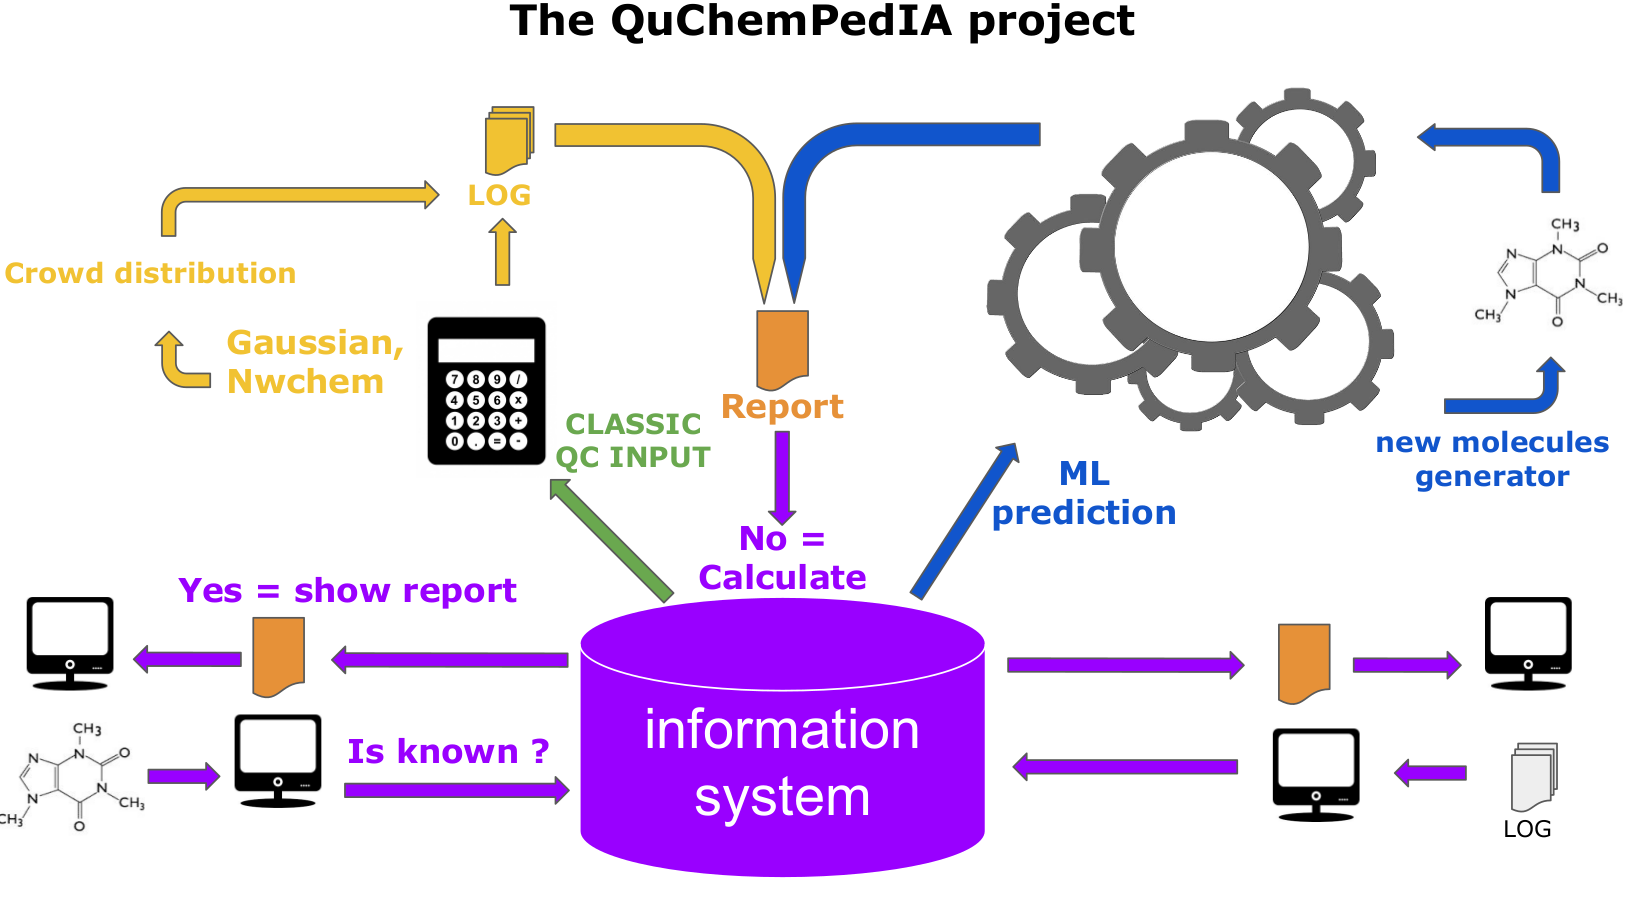 The QuChemPedIA project
LOG
Crowd distribution
Gaussian,
Nwchem
7 8 9 /
4 5 6 x
1 2 3 +
0 . = -
CLASSIC
QC INPUT
Report
ML
prediction
CH₃
N
N
O
N
N
CH₃
CH₃
O
new molecules
generator
No =
Calculate
Yes = show report
Is known ?
CH₃
N
N
O
N
N
CH₃
CH₃
O
information
system
LOG